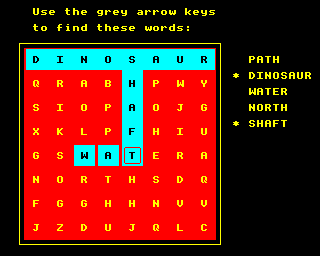 Use the grey arrow keys
to find these words:
D I N O S A U R
Q R A B H P W Y
S I O P A O J G
X K L P F H I U
G S W A T E R A
N O R T H S D Q
F G G H H N V V
J Z D U J Q L C
PATH
* DINOSAUR
WATER
NORTH
* SHAFT